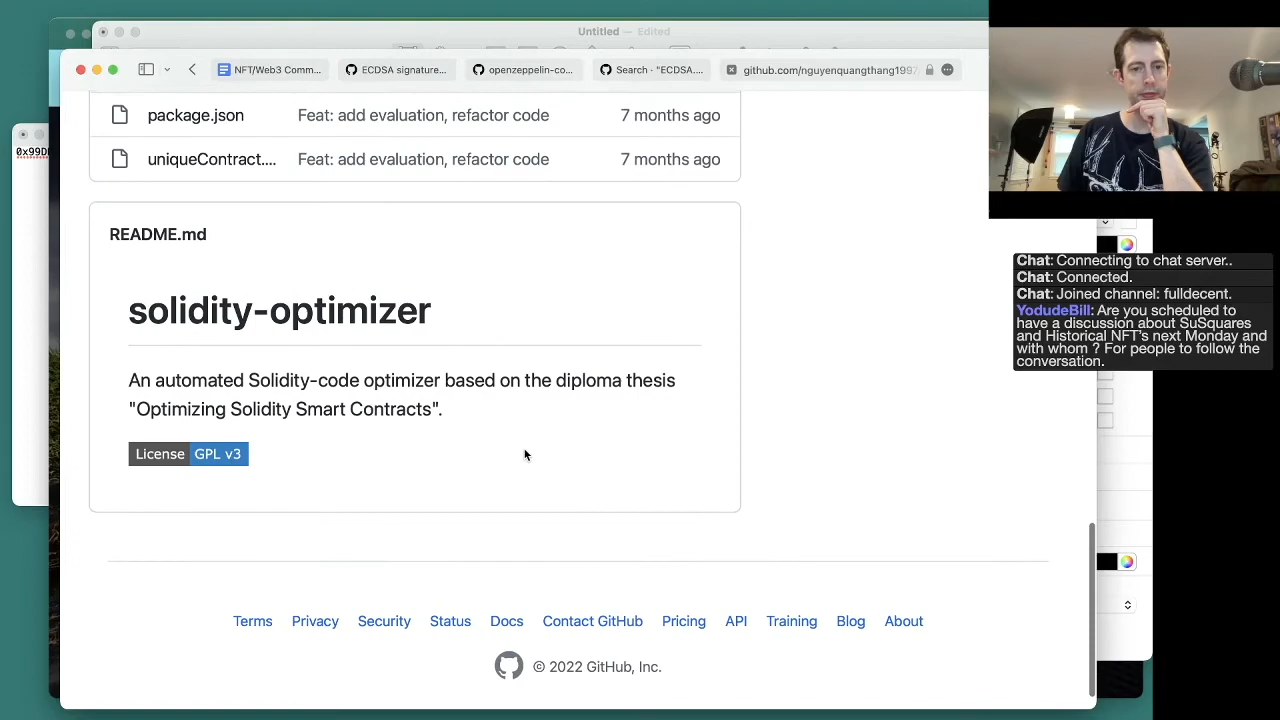 Untitled — Edited
NFT/Web3 Comm...
ECDSA signature...
openzeppelin-co...
Search · "ECDSA....
github.com/nguyenquangthang1997
0x99D
package.json
Feat: add evaluation, refactor code
7 months ago
uniqueContract....
Feat: add evaluation, refactor code
7 months ago
README.md
solidity-optimizer
An automated Solidity-code optimizer based on the diploma thesis
"Optimizing Solidity Smart Contracts".
License GPL v3
Terms
Privacy
Security
Status
Docs
Contact GitHub
Pricing
API
Training
Blog
About
© 2022 GitHub, Inc.
Chat: Connecting to chat server..
Chat: Connected.
Chat: Joined channel: fulldecent.
YodudeBill: Are you scheduled to
have a discussion about SuSquares
and Historical NFT's next Monday and
with whom ? For people to follow the
conversation.